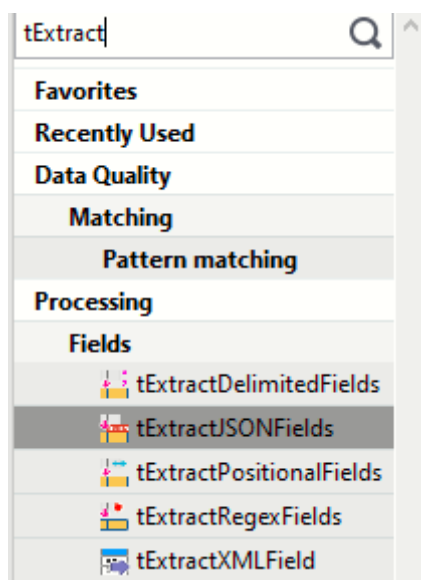 tExtract
Favorites
Recently Used
Data Quality
Matching
Pattern matching
Processing
Fields
tExtractDelimitedFields
tExtractJSONFields
tExtractPositionalFields
tExtractRegexFields
tExtractXMLField